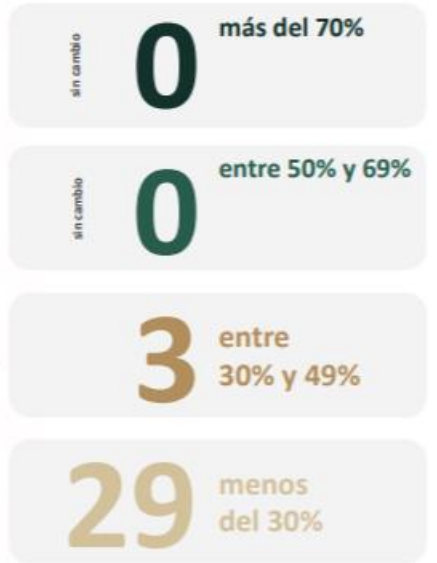 sin cambio
0
más del 70%
sin cambio
0
entre 50% y 69%
3
entre
30% y 49%
29
menos
del 30%